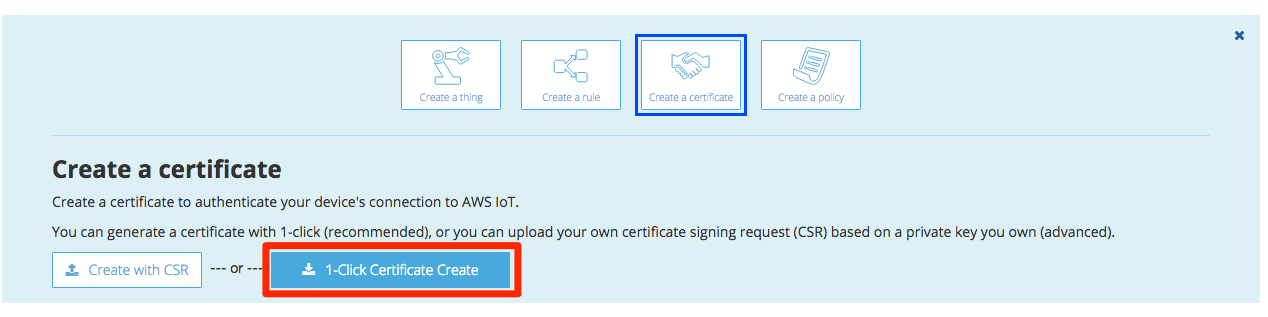 Create a thing
Create a rule
Create a certificate
Create a policy
Create a certificate
Create a certificate to authenticate your device's connection to AWS IoT.
You can generate a certificate with 1-click (recommended), or you can upload your own certificate signing request (CSR) based on a private key you own (advanced).
Create with CSR --- or --- 1-Click Certificate Create